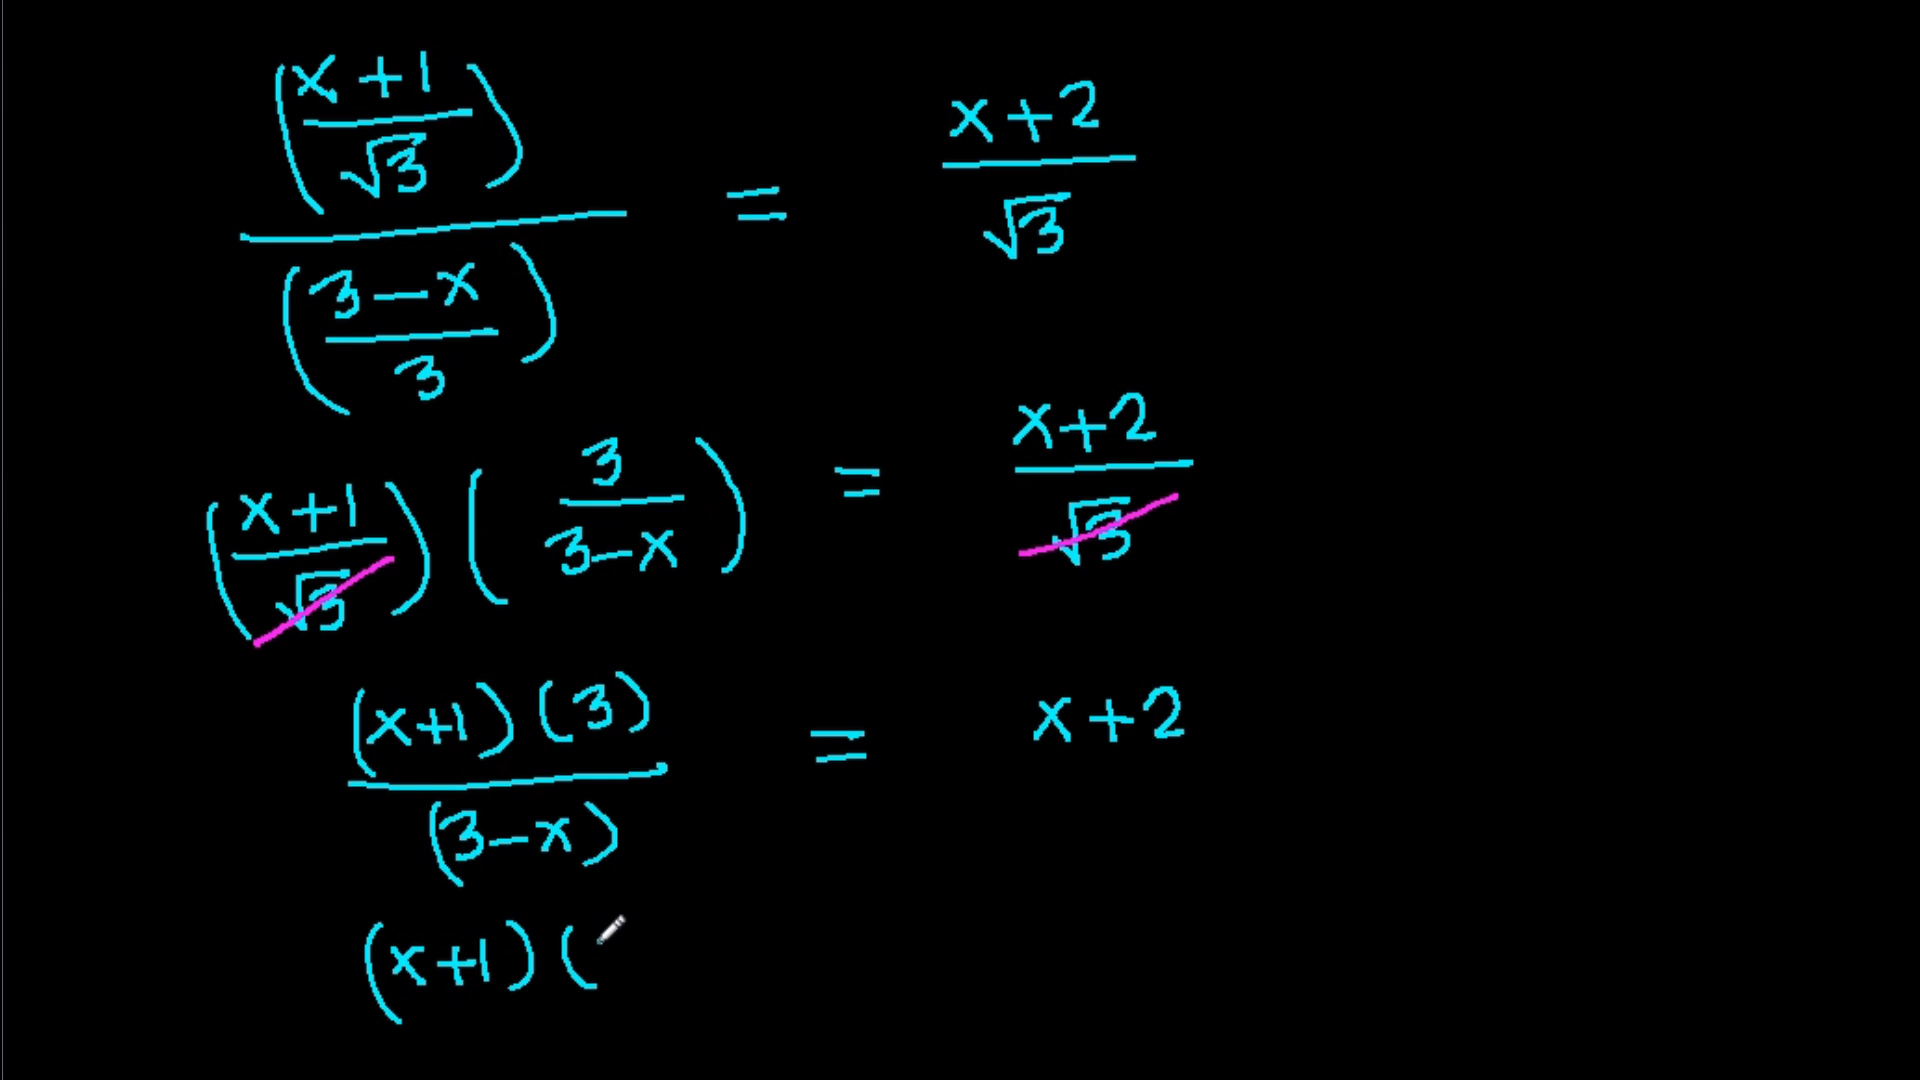 ((x+1)/√3) / ((3-x)/3) = (x+2)/√3
((x+1)/√3)(3/(3-x)) = (x+2)/√3
(x+1)(3)/(3-x) = x+2
(x+1)(